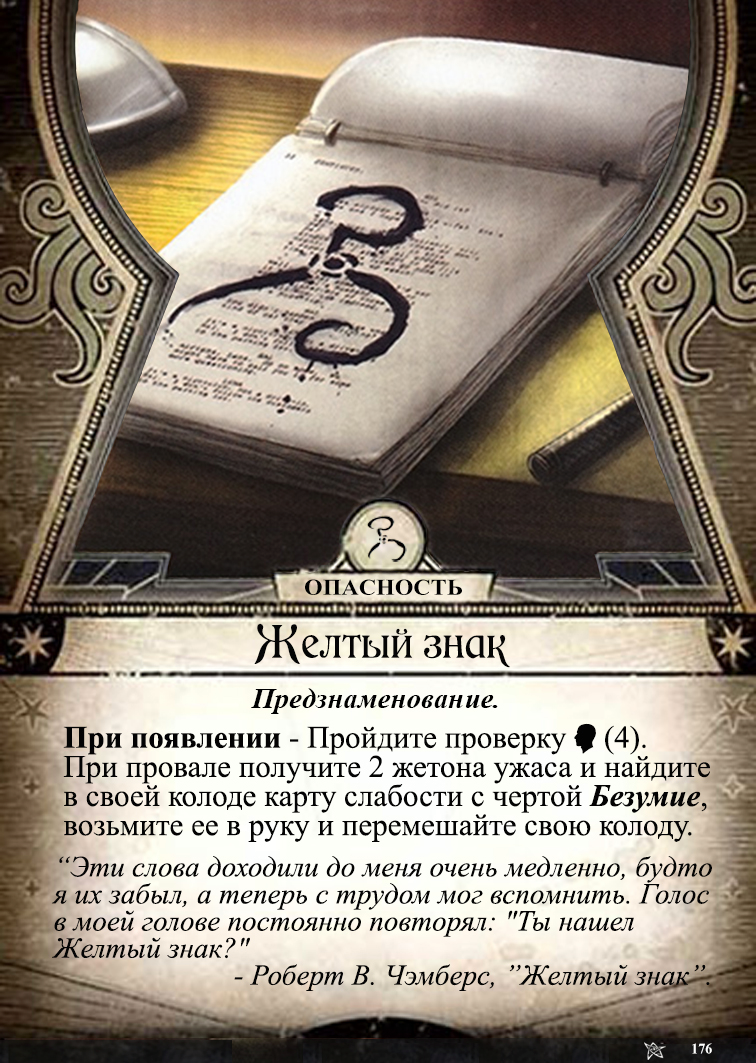 ОПАСНОСТЬ
Желтый знак
Предзнаменование.
При появлении - Пройдите проверку (4).
При провале получите 2 жетона ужаса и найдите
в своей колоде карту слабости с чертой Безумие,
возьмите ее в руку и перемешайте свою колоду.
“Эти слова доходили до меня очень медленно, будто
я их забыл, а теперь с трудом мог вспомнить. Голос
в моей голове постоянно повторял: "Ты нашел
Желтый знак?"
- Роберт В. Чэмберс, ”Желтый знак”.
176